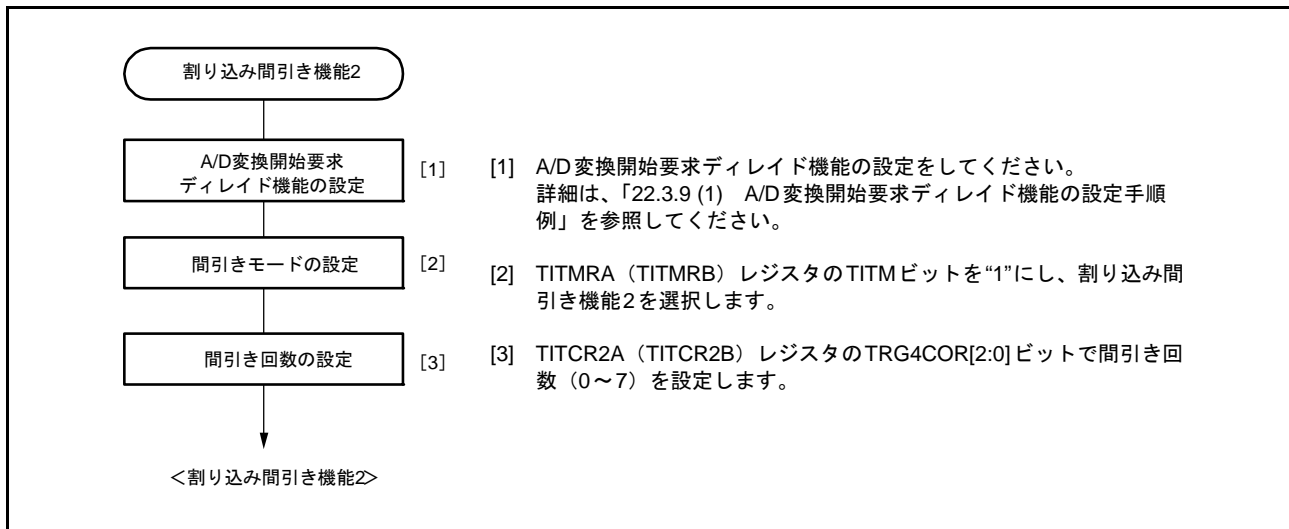 割り込み間引き機能2
A/D変換開始要求
ディレイド機能の設定
[1]
間引きモードの設定
[2]
間引き回数の設定
[3]
＜割り込み間引き機能2＞
[1] A/D変換開始要求ディレイド機能の設定をしてください。
詳細は、「22.3.9 (1) A/D変換開始要求ディレイド機能の設定手順
例」を参照してください。
[2] TITMRA（TITMRB）レジスタのTITMビットを“1”にし、割り込み間
引き機能2を選択します。
[3] TITCR2A（TITCR2B）レジスタのTRG4COR[2:0]ビットで間引き回
数（0～7）を設定します。